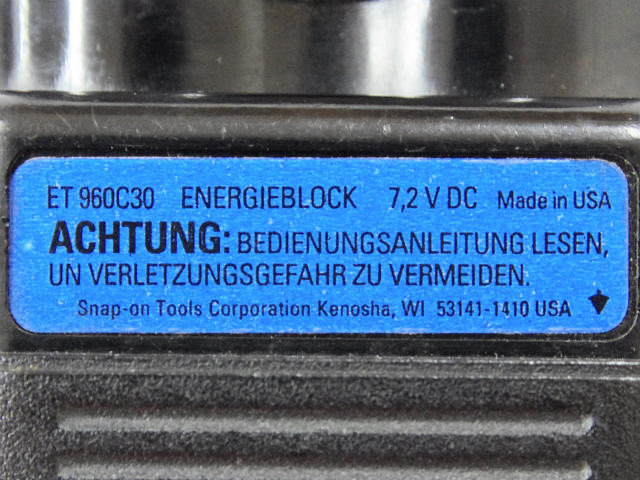 ET 960C30 ENERGIEBLOCK 7,2 V DC Made in USA
ACHTUNG: BEDIENUNGSANLEITUNG LESEN,
UN VERLETZUNGSGEFAHR ZU VERMEIDEN.
Snap-on Tools Corporation Kenosha, WI 53141-1410 USA